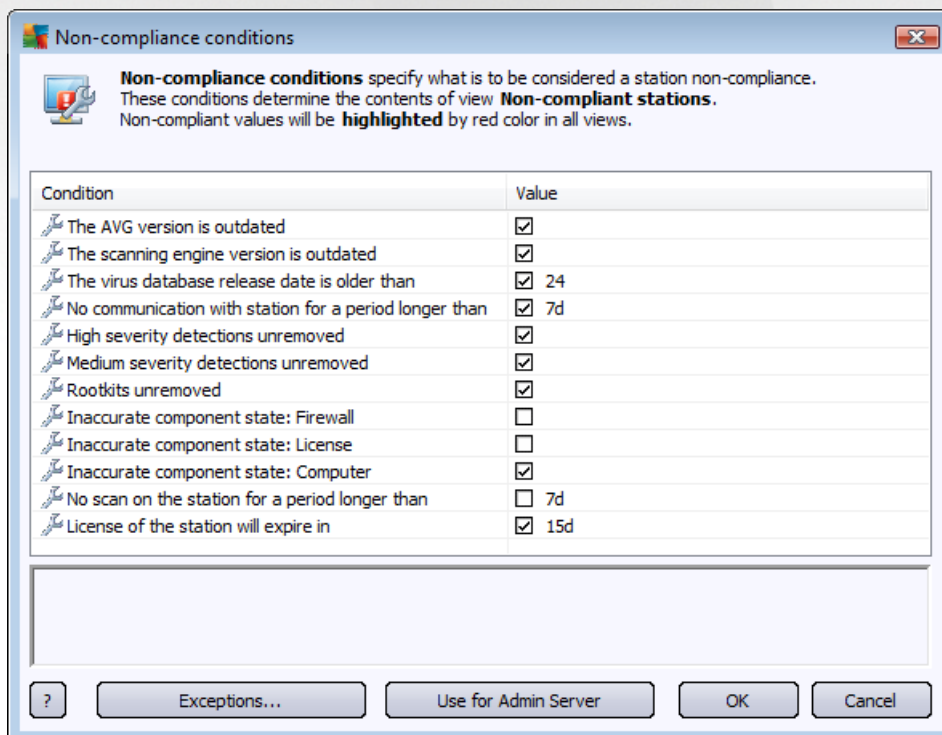 Non-compliance conditions
Non-compliance conditions specify what is to be considered a station non-compliance.
These conditions determine the contents of view Non-compliant stations.
Non-compliant values will be highlighted by red color in all views.
Condition Value
The AVG version is outdated
The scanning engine version is outdated
The virus database release date is older than 24
No communication with station for a period longer than 7d
High severity detections unremoved
Medium severity detections unremoved
Rootkits unremoved
Inaccurate component state: Firewall
Inaccurate component state: License
Inaccurate component state: Computer
No scan on the station for a period longer than 7d
License of the station will expire in 15d
? Exceptions... Use for Admin Server OK Cancel